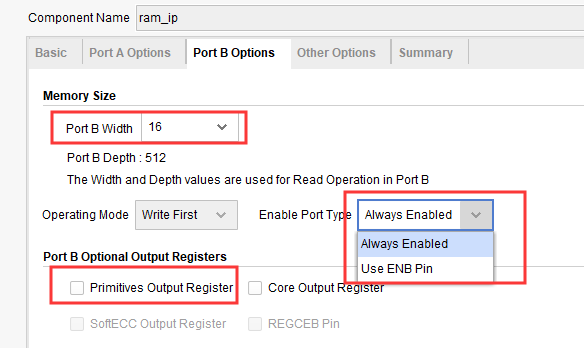 Component Name ram_ip
Basic Port A Options Port B Options Other Options Summary
Memory Size
Port B Width 16
Port B Depth : 512
The Width and Depth values are used for Read Operation in Port B
Operating Mode Write First Enable Port Type Always Enabled
Always Enabled
Use ENB Pin
Port B Optional Output Registers
Primitives Output Register Core Output Register
SoftECC Output Register REGCEB Pin